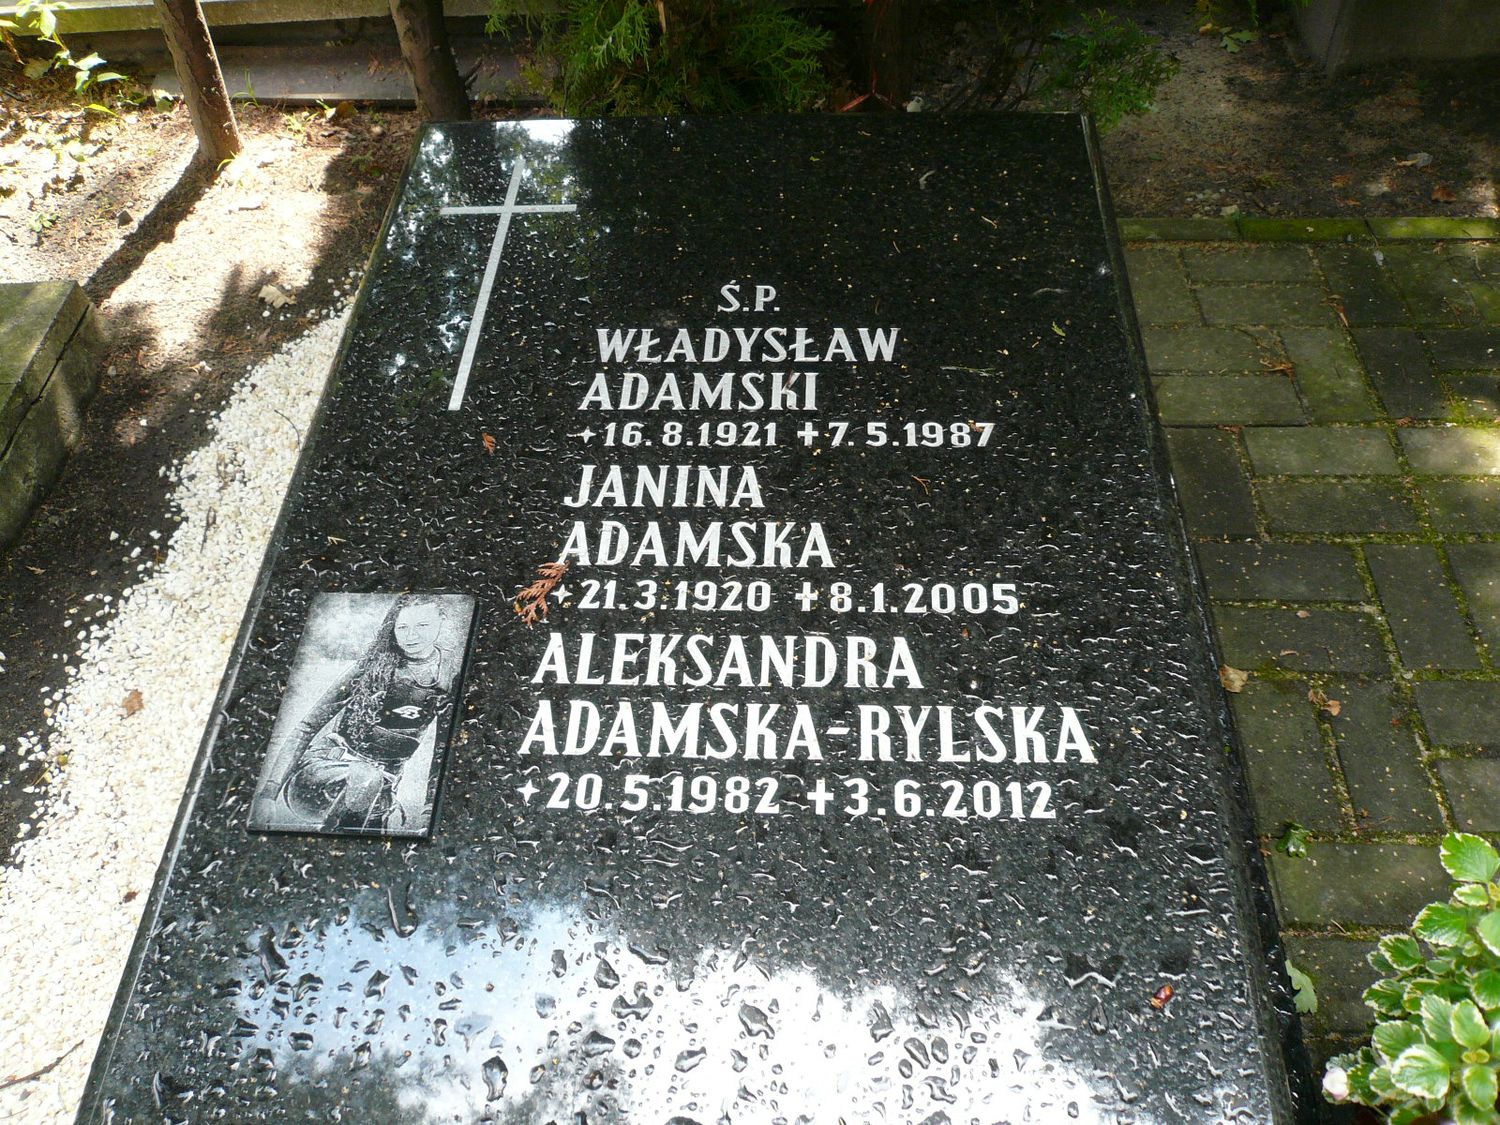 Ś.P.
WŁADYSŁAW
ADAMSKI
16.8.1921 7.5.1987
JANINA
ADAMSKA
21.3.1920 8.1.2005
ALEKSANDRA
ADAMSKA-RYLSKA
20.5.1982 3.6.2012